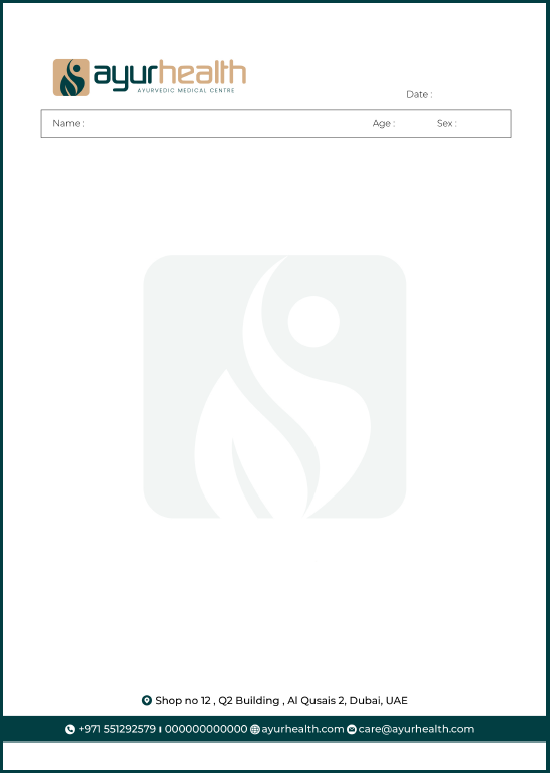 ayurhealth
AYURVEDIC MEDICAL CENTRE
Date :
Name : Age : Sex :
Shop no 12 , Q2 Building , Al Qusais 2, Dubai, UAE
+971 551292579 I 000000000000 ayurhealth.com care@ayurhealth.com